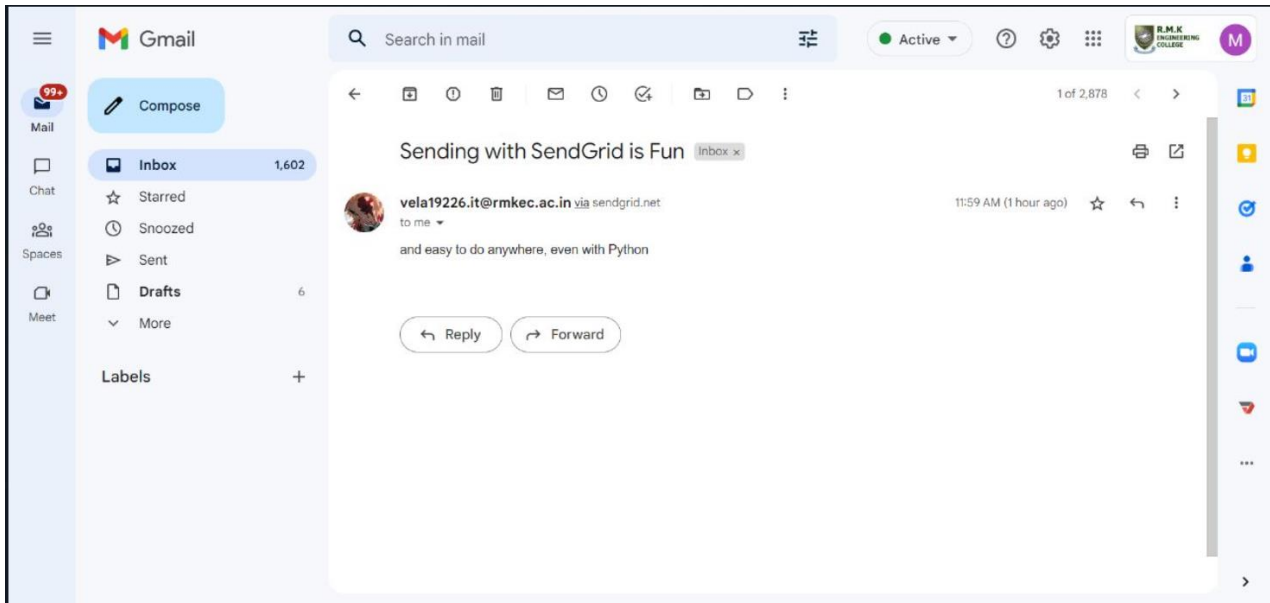 Gmail
Search in mail
Active
R.M.K
ENGINEERING
COLLEGE
M
99+
Mail
Chat
Spaces
Meet
Compose
Inbox 1,602
Starred
Snoozed
Sent
Drafts 6
More
Labels
1 of 2,878
Sending with SendGrid is Fun Inbox x
vela19226.it@rmkec.ac.in via sendgrid.net 11:59 AM (1 hour ago)
to me
and easy to do anywhere, even with Python
Reply Forward
31